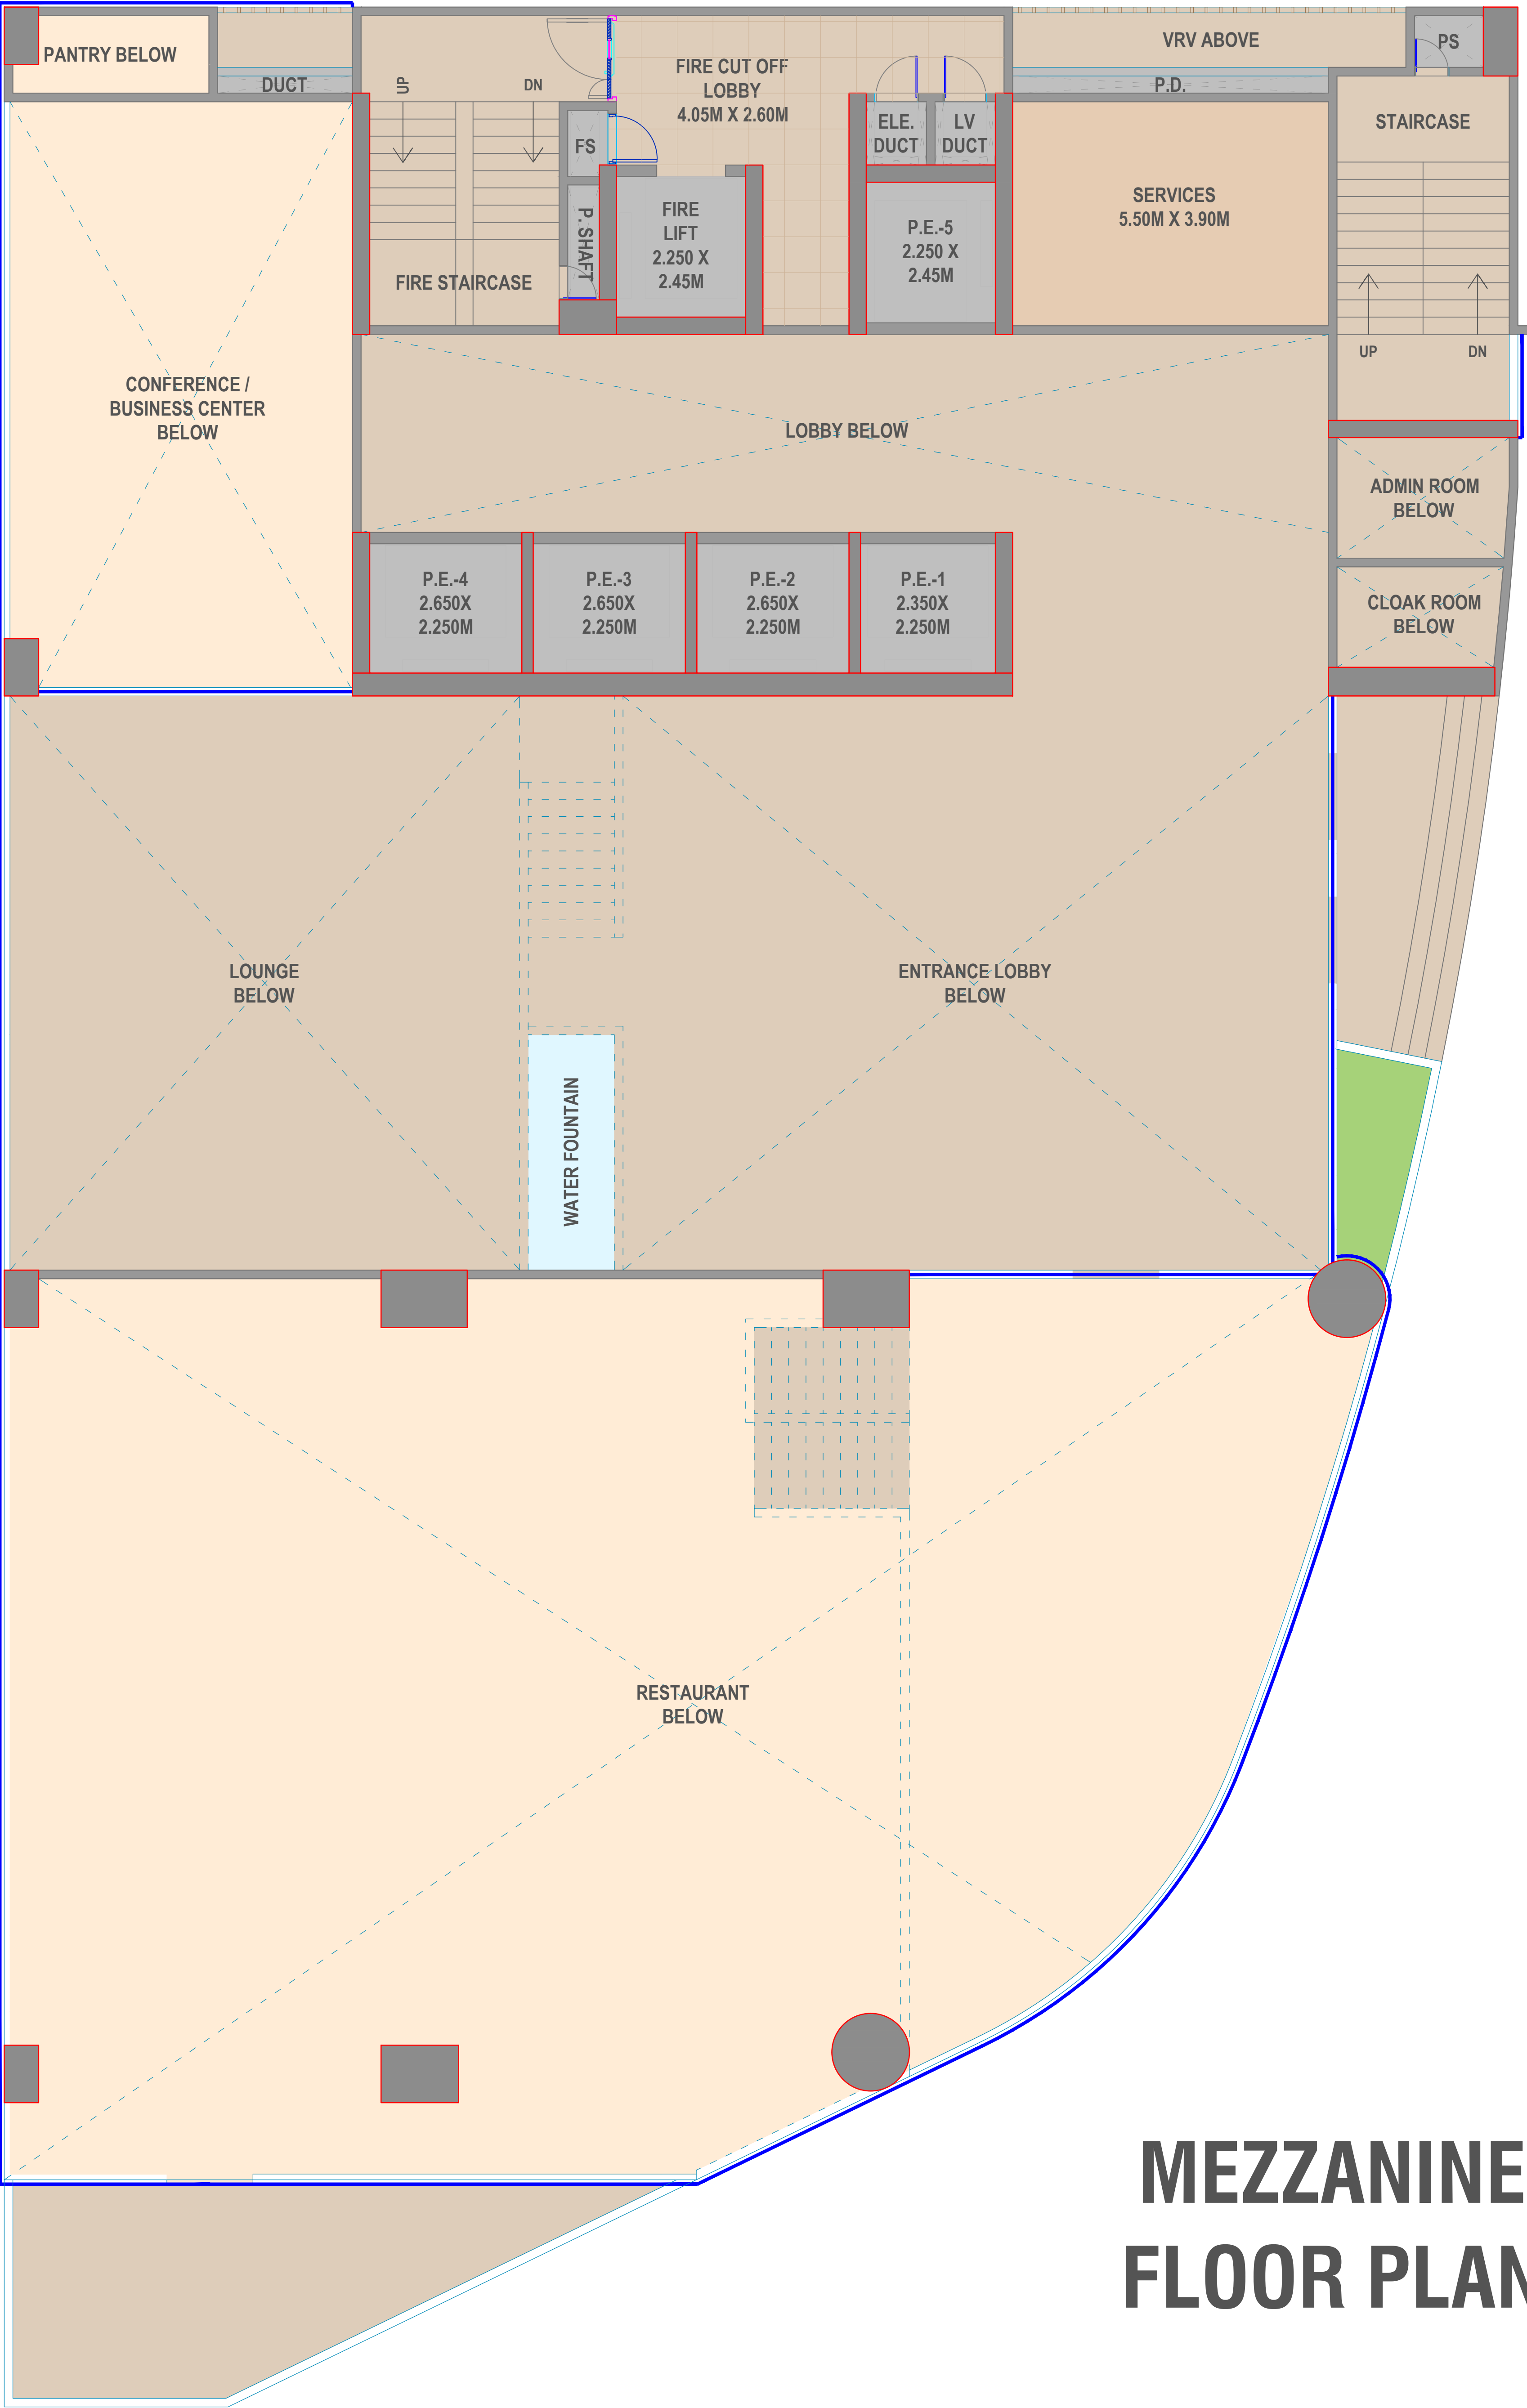 PANTRY BELOW
DUCT
UP
DN
FIRE CUT OFF
LOBBY
4.05M X 2.60M
VRV ABOVE
PS
P.D.
FS
ELE.
DUCT
LV
DUCT
STAIRCASE
P. SHAFT
FIRE
LIFT
2.250 X
2.45M
P.E.-5
2.250 X
2.45M
SERVICES
5.50M X 3.90M
FIRE STAIRCASE
UP
DN
CONFERENCE /
BUSINESS CENTER
BELOW
LOBBY BELOW
ADMIN ROOM
BELOW
P.E.-4
2.650X
2.250M
P.E.-3
2.650X
2.250M
P.E.-2
2.650X
2.250M
P.E.-1
2.350X
2.250M
CLOAK ROOM
BELOW
LOUNGE
BELOW
ENTRANCE LOBBY
BELOW
WATER FOUNTAIN
RESTAURANT
BELOW
MEZZANINE
FLOOR PLAN